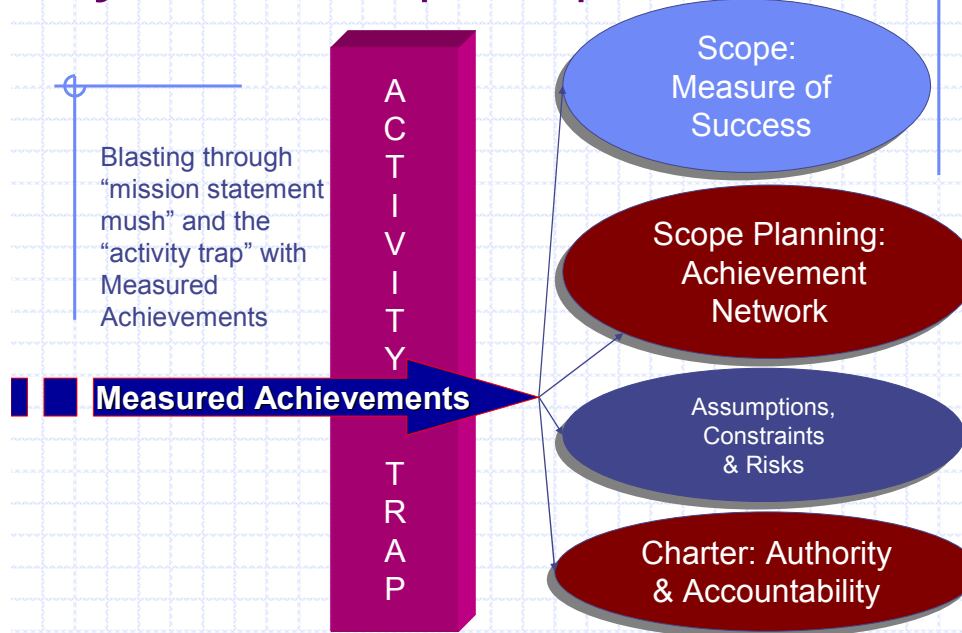 Blasting through
“mission statement
mush” and the
“activity trap” with
Measured
Achievements
Measured Achievements
A
C
T
I
V
I
T
Y
T
R
A
P
Scope:
Measure of
Success
Scope Planning:
Achievement
Network
Assumptions,
Constraints
& Risks
Charter: Authority
& Accountability